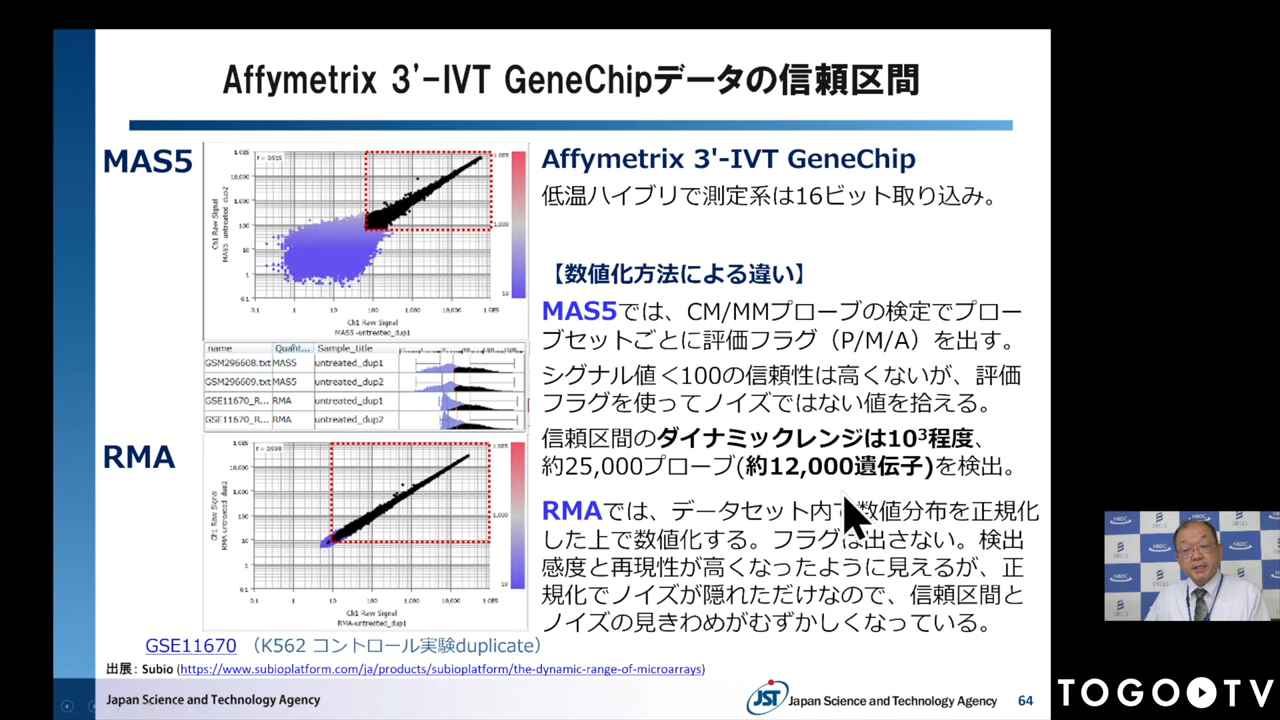 Affymetrix 3'-IVT GeneChipデータの信頼区間
MAS5
r = 0.915
Ch1 Raw Signal
MAS5 -untreated_dup2
Ch1 Raw Signal
MAS5 -untreated_dup1
name Quant... Sample_title
GSM296608.txt MAS5 untreated_dup1
GSM296609.txt MAS5 untreated_dup2
GSE11670_R... RMA untreated_dup1
GSE11670_R... RMA untreated_dup2
RMA
Ch1 Raw Signal
RMA-untreated_dup2
Ch1 Raw Signal
RMA-untreated_dup1
GSE11670 （K562 コントロール実験duplicate）
出展： Subio (https://www.subioplatform.com/ja/products/subioplatform/the-dynamic-range-of-microarrays)
Affymetrix 3'-IVT GeneChip
低温ハイブリで測定系は16ビット取り込み。
【数値化方法による違い】
MAS5では、CM/MMプローブの検定でプロー
ブセットごとに評価フラグ（P/M/A）を出す。
シグナル値＜100の信頼性は高くないが、評価
フラグを使ってノイズではない値を拾える。
信頼区間のダイナミックレンジは10³程度、
約25,000プローブ(約12,000遺伝子)を検出。
RMAでは、データセット内で数値分布を正規化
した上で数値化する。フラグは出さない。検出
感度と再現性が高くなったように見えるが、正
規化でノイズが隠れただけなので、信頼区間と
ノイズの見きわめがむずかしくなっている。
Japan Science and Technology Agency
JST Japan Science and Technology Agency
64
TOGO TV